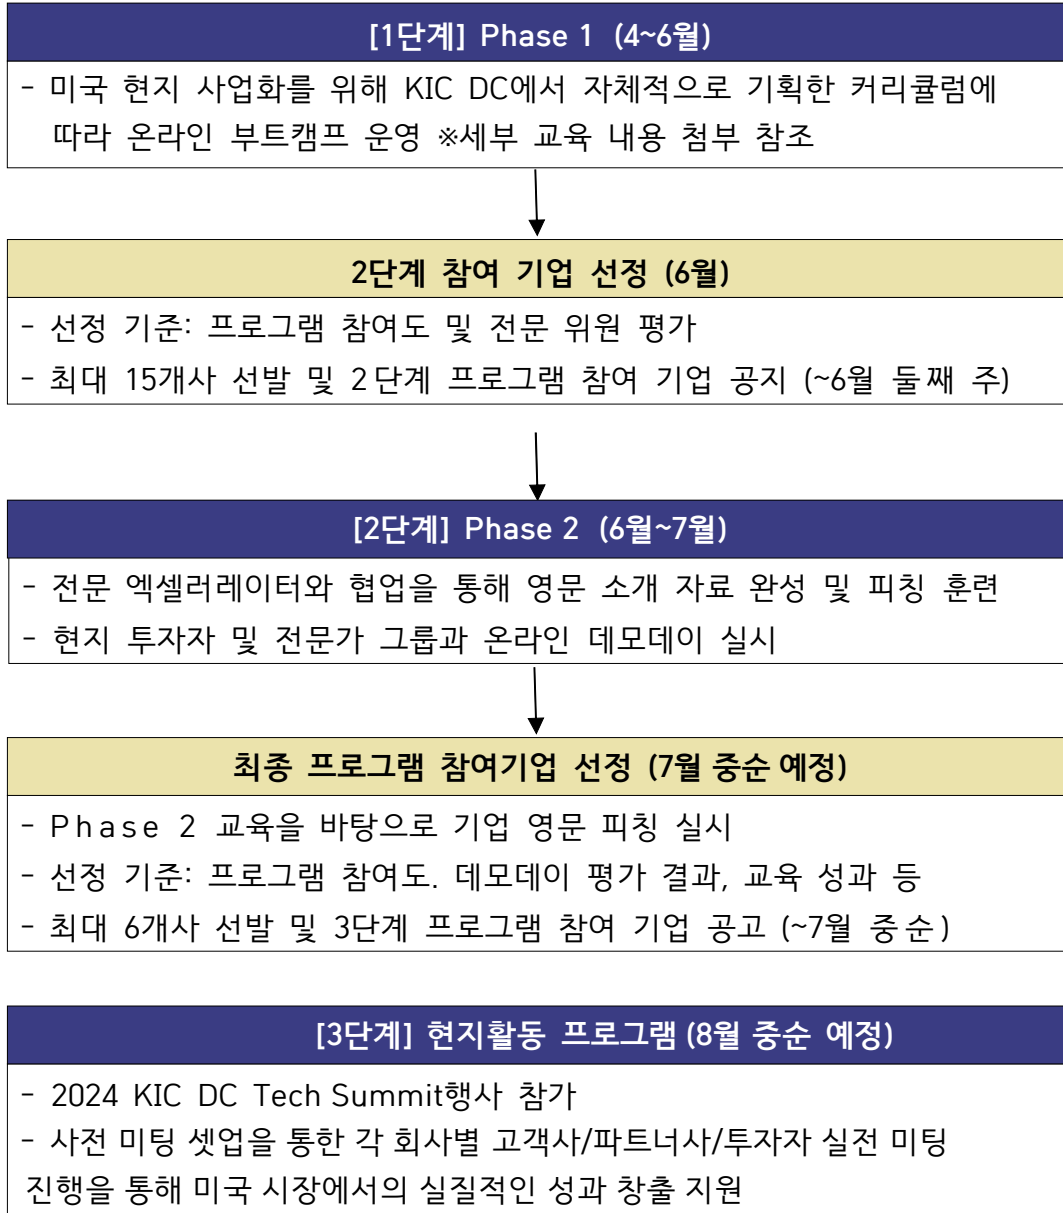 [1단계] Phase 1 (4~6월)
- 미국 현지 사업화를 위해 KIC DC에서 자체적으로 기획한 커리큘럼에
따라 온라인 부트캠프 운영 ※세부 교육 내용 첨부 참조
2단계 참여 기업 선정 (6월)
- 선정 기준: 프로그램 참여도 및 전문 위원 평가
- 최대 15개사 선발 및 2단계 프로그램 참여 기업 공지 (~6월 둘째 주)
[2단계] Phase 2 (6월~7월)
- 전문 엑셀러레이터와 협업을 통해 영문 소개 자료 완성 및 피칭 훈련
- 현지 투자자 및 전문가 그룹과 온라인 데모데이 실시
최종 프로그램 참여기업 선정 (7월 중순 예정)
- Phase 2 교육을 바탕으로 기업 영문 피칭 실시
- 선정 기준: 프로그램 참여도. 데모데이 평가 결과, 교육 성과 등
- 최대 6개사 선발 및 3단계 프로그램 참여 기업 공고 (~7월 중순)
[3단계] 현지활동 프로그램 (8월 중순 예정)
- 2024 KIC DC Tech Summit행사 참가
- 사전 미팅 셋업을 통한 각 회사별 고객사/파트너사/투자자 실전 미팅
진행을 통해 미국 시장에서의 실질적인 성과 창출 지원